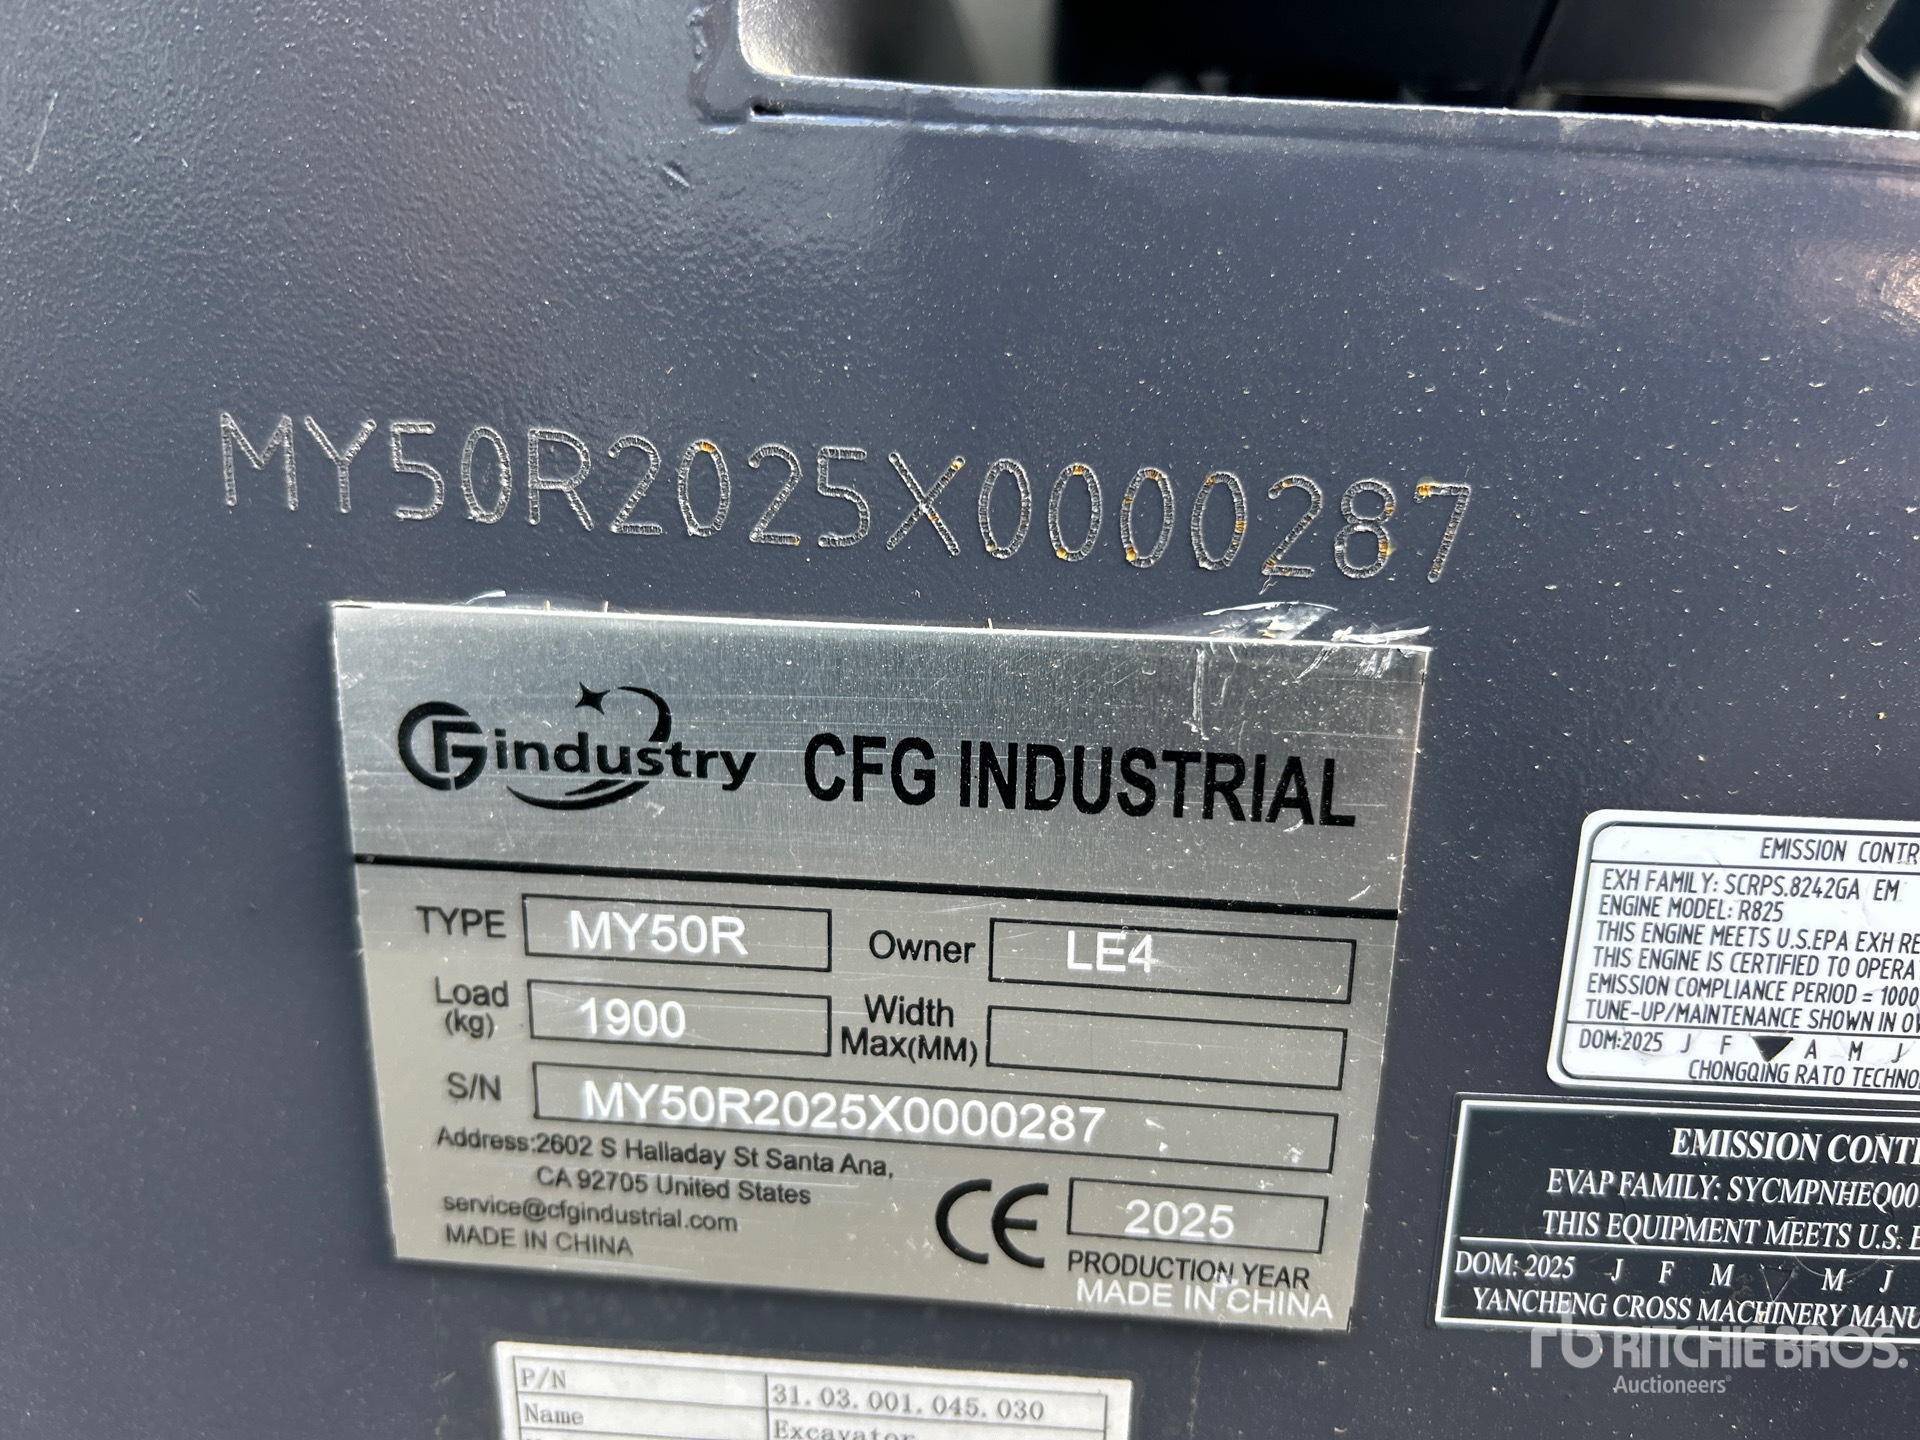 MY50R2025X0000287
CFG industry CFG INDUSTRIAL
TYPE MY50R Owner LE4
Load (kg) 1900 Width Max(MM)
S/N MY50R2025X0000287
Address:2602 S Halladay St Santa Ana,
CA 92705 United States
service@cfgindustrial.com
MADE IN CHINA
CE 2025
PRODUCTION YEAR
MADE IN CHINA
EMISSION CONTR
EXH FAMILY: SCRPS.8242GA EM
ENGINE MODEL: R825
THIS ENGINE MEETS U.S.EPA EXH RE
THIS ENGINE IS CERTIFIED TO OPERA
EMISSION COMPLIANCE PERIOD = 1000
TUNE-UP/MAINTENANCE SHOWN IN OW
DOM:2025 J F A M J
CHONGQING RATO TECHNO
EMISSION CONT
EVAP FAMILY: SYCMPNHEQ00
THIS EQUIPMENT MEETS U.S. E
DOM: 2025 J F M M J
YANCHENG CROSS MACHINERY MANU
P/N 31.03.001.045.030
Name Excavator
rb RITCHIE BROS.
Auctioneers